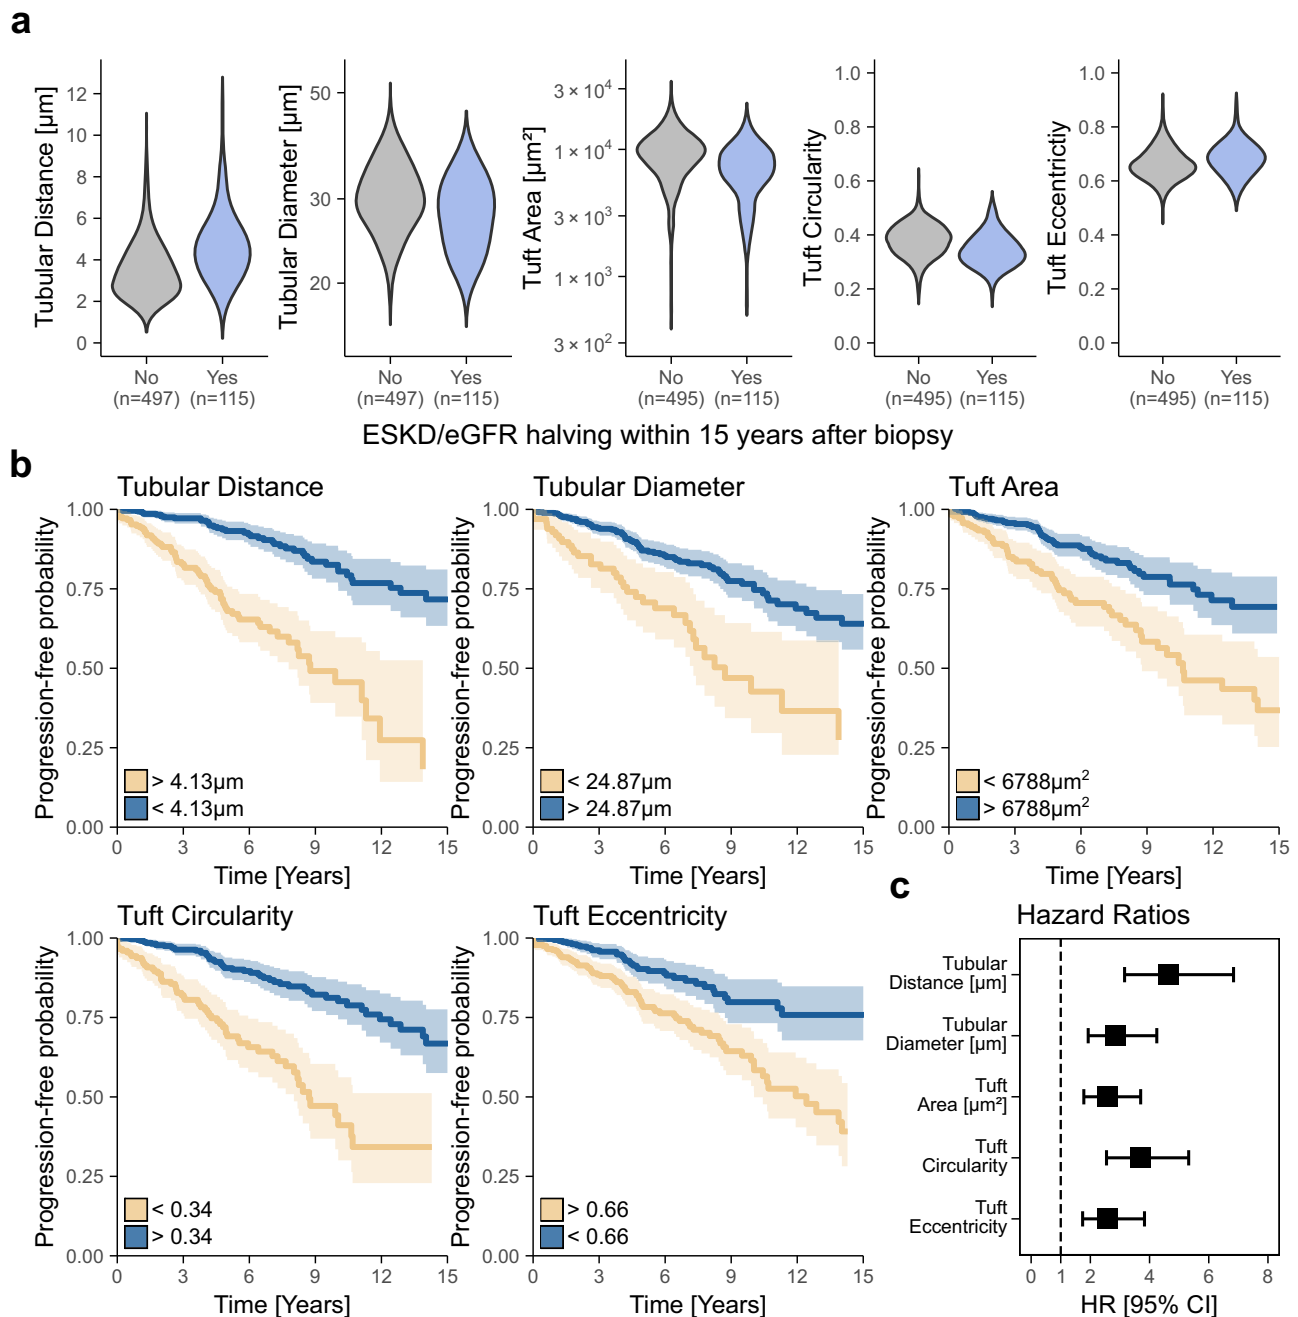 a
Tubular Distance [µm]
12
10
8
6
4
2
0
No
(n=497)
Yes
(n=115)
Tubular Diameter [µm]
50
30
20
No
(n=497)
Yes
(n=115)
Tuft Area [µm²]
3 × 10⁴
1 × 10⁴
3 × 10³
1 × 10³
3 × 10²
No
(n=495)
Yes
(n=115)
Tuft Circularity
1.0
0.8
0.6
0.4
0.2
0.0
No
(n=495)
Yes
(n=115)
Tuft Eccentrictiy
1.0
0.8
0.6
0.4
0.2
0.0
No
(n=495)
Yes
(n=115)
ESKD/eGFR halving within 15 years after biopsy
b
Tubular Distance
Progression-free probability
1.00
0.75
0.50
0.25
0.00
> 4.13µm
< 4.13µm
0 3 6 9 12 15
Time [Years]
Tubular Diameter
Progression-free probability
1.00
0.75
0.50
0.25
0.00
< 24.87µm
> 24.87µm
0 3 6 9 12 15
Time [Years]
Tuft Area
Progression-free probability
1.00
0.75
0.50
0.25
0.00
< 6788µm²
> 6788µm²
0 3 6 9 12 15
Time [Years]
Tuft Circularity
Progression-free probability
1.00
0.75
0.50
0.25
0.00
< 0.34
> 0.34
0 3 6 9 12 15
Time [Years]
Tuft Eccentricity
Progression-free probability
1.00
0.75
0.50
0.25
0.00
> 0.66
< 0.66
0 3 6 9 12 15
Time [Years]
c
Hazard Ratios
Tubular
Distance [µm]
Tubular
Diameter [µm]
Tuft
Area [µm²]
Tuft
Circularity
Tuft
Eccentricity
0 1 2 4 6 8
HR [95% CI]